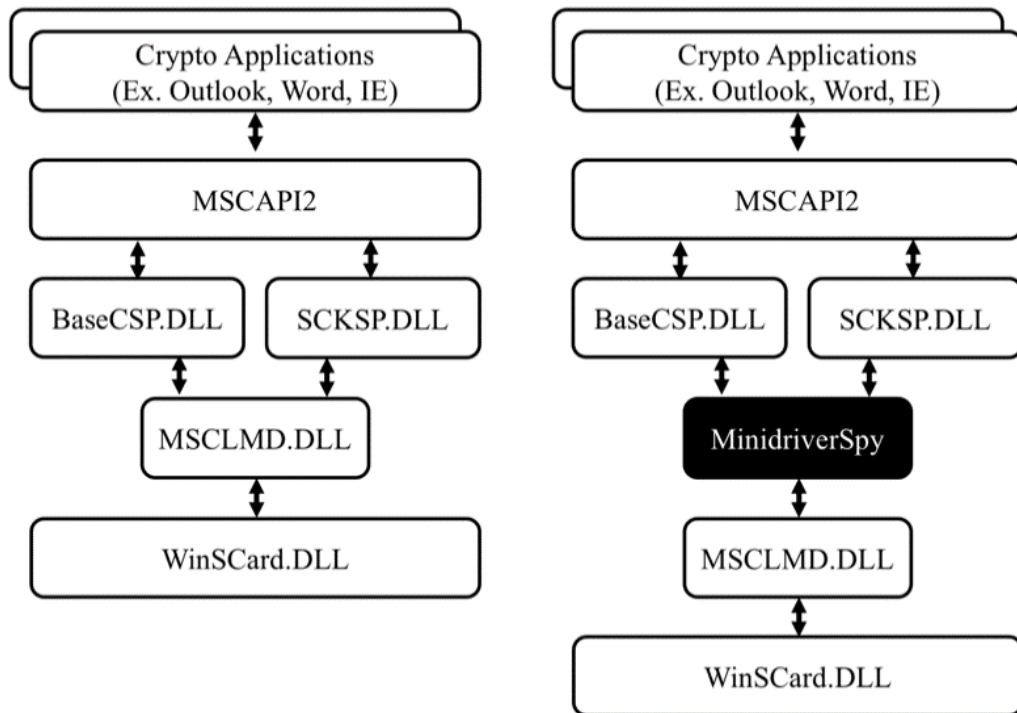 Crypto Applications
(Ex. Outlook, Word, IE)
MSCAPI2
BaseCSP.DLL
SCKSP.DLL
MSCLMD.DLL
WinSCard.DLL
Crypto Applications
(Ex. Outlook, Word, IE)
MSCAPI2
BaseCSP.DLL
SCKSP.DLL
MinidriverSpy
MSCLMD.DLL
WinSCard.DLL